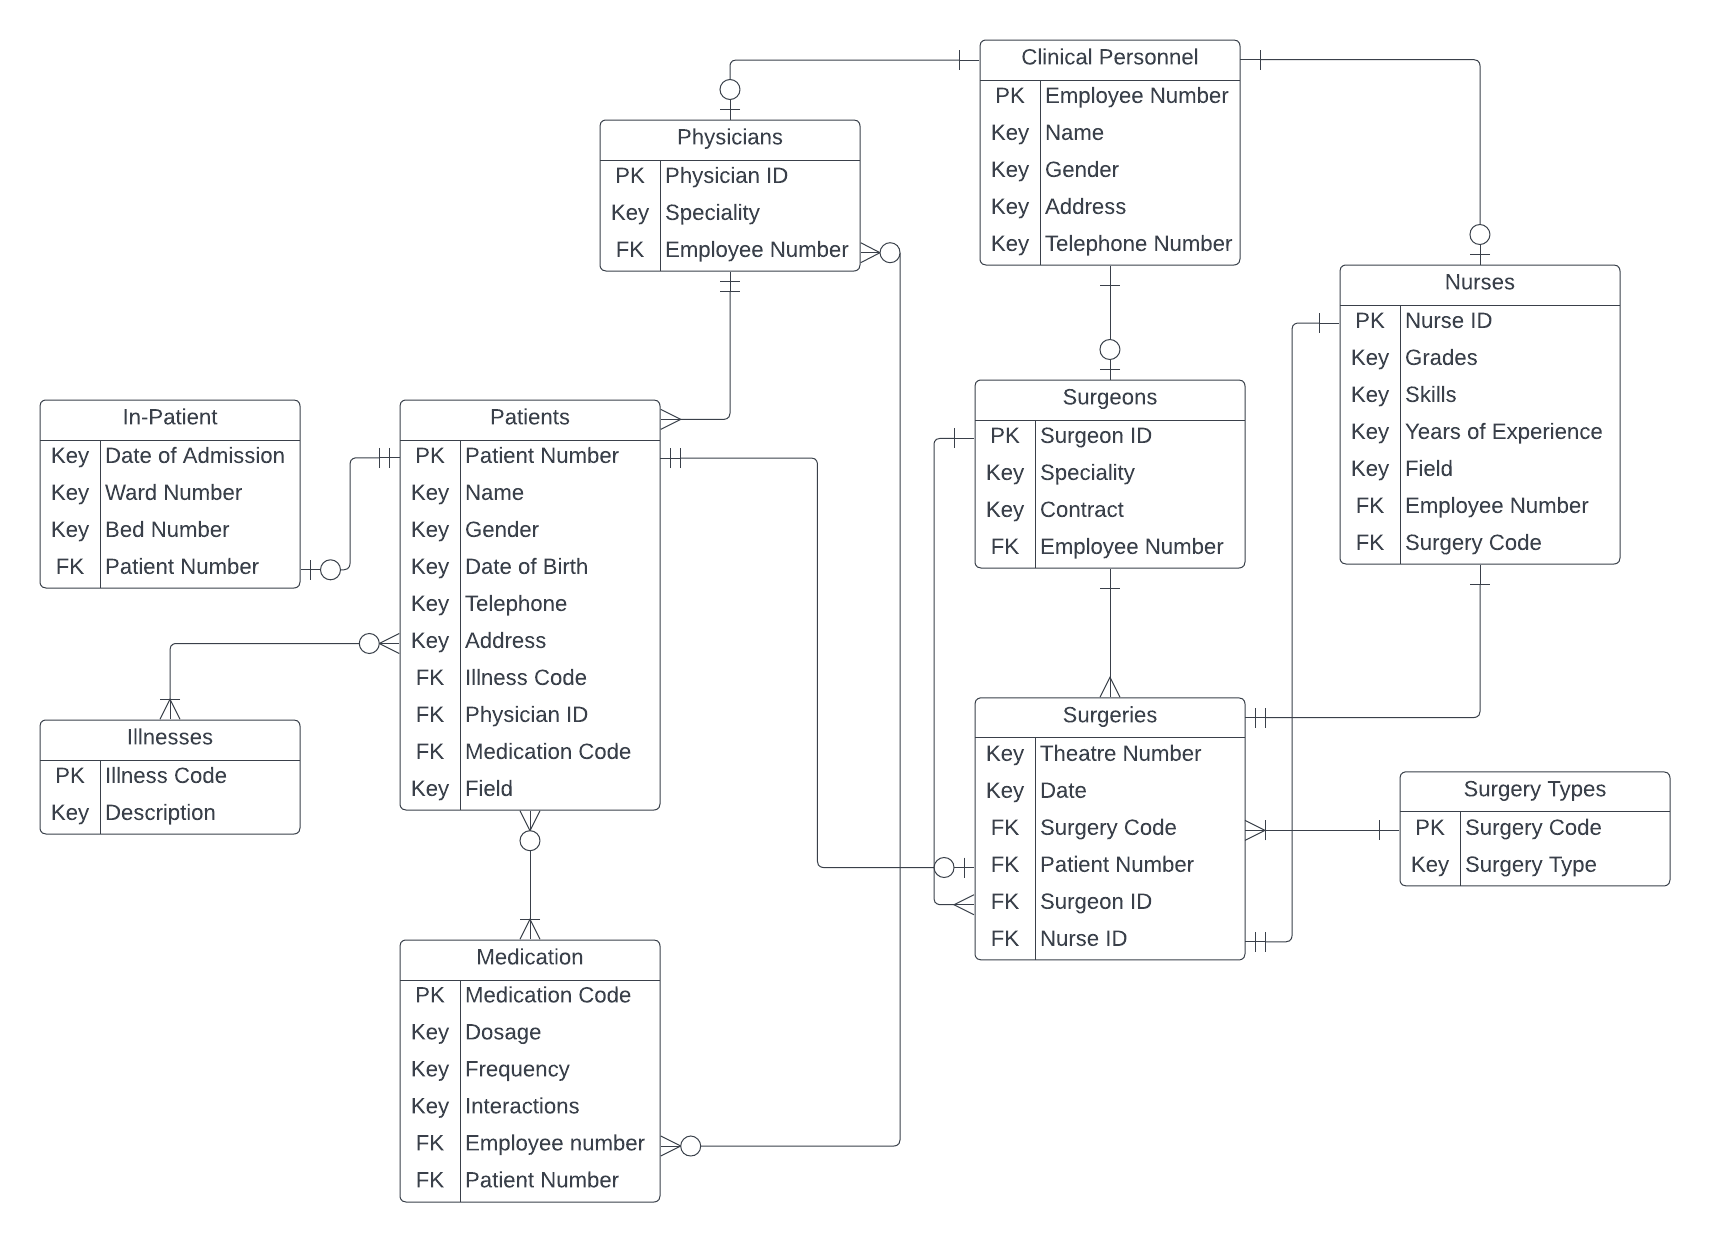 Clinical Personnel
PK Employee Number
Key Name
Key Gender
Key Address
Key Telephone Number
Physicians
PK Physician ID
Key Speciality
FK Employee Number
Nurses
PK Nurse ID
Key Grades
Key Skills
Key Years of Experience
Key Field
FK Employee Number
FK Surgery Code
In-Patient
Key Date of Admission
Key Ward Number
Key Bed Number
FK Patient Number
Patients
PK Patient Number
Key Name
Key Gender
Key Date of Birth
Key Telephone
Key Address
FK Illness Code
FK Physician ID
FK Medication Code
Key Field
Surgeons
PK Surgeon ID
Key Speciality
Key Contract
FK Employee Number
Illnesses
PK Illness Code
Key Description
Surgeries
Key Theatre Number
Key Date
FK Surgery Code
FK Patient Number
FK Surgeon ID
FK Nurse ID
Surgery Types
PK Surgery Code
Key Surgery Type
Medication
PK Medication Code
Key Dosage
Key Frequency
Key Interactions
FK Employee number
FK Patient Number